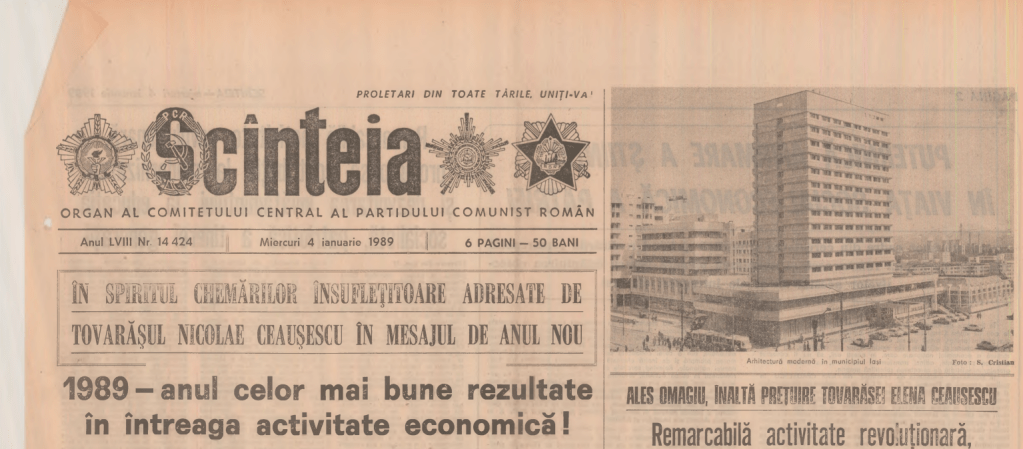 PROLETARI DIN TOATE ȚĂRILE, UNIȚI-VĂ!
Scînteia
PCR
ORGAN AL COMITETULUI CENTRAL AL PARTIDULUI COMUNIST ROMÂN
Anul LVIII Nr. 14 424 Miercuri 4 ianuarie 1989 6 PAGINI — 50 BANI
ÎN SPIRITUL CHEMĂRILOR ÎNSUFLEȚITOARE ADRESATE DE
TOVARĂȘUL NICOLAE CEAUȘESCU ÎN MESAJUL DE ANUL NOU
1989 — anul celor mai bune rezultate
în întreaga activitate economică!
Arhitectură modernă în municipiul Iași
Foto : S. Cristian
ALES OMAGIU, ÎNALTĂ PREȚUIRE TOVARĂȘEI ELENA CEAUȘESCU
Remarcabilă activitate revoluționară,